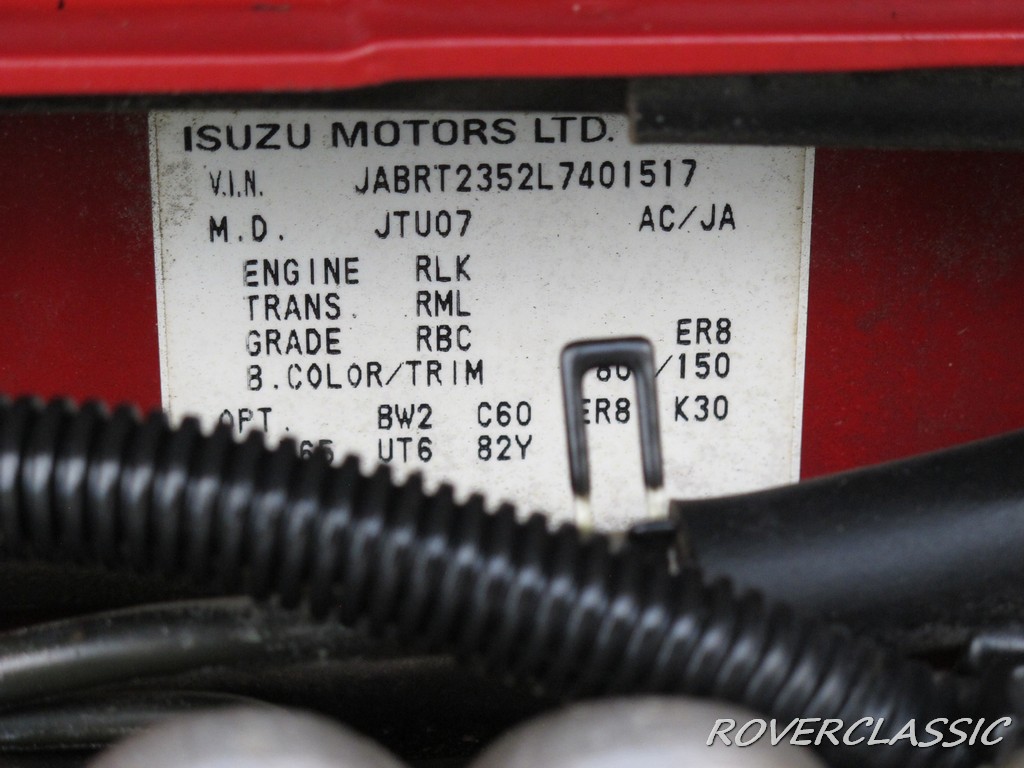 ISUZU MOTORS LTD.
V.I.N. JABRT2352L7401517
M.D. JTU07 AC/JA
ENGINE RLK
TRANS. RML
GRADE RBC ER8
B.COLOR/TRIM /150
OPT. BW2 C60 ER8 K30
UT6 82Y
ROVERCLASSIC